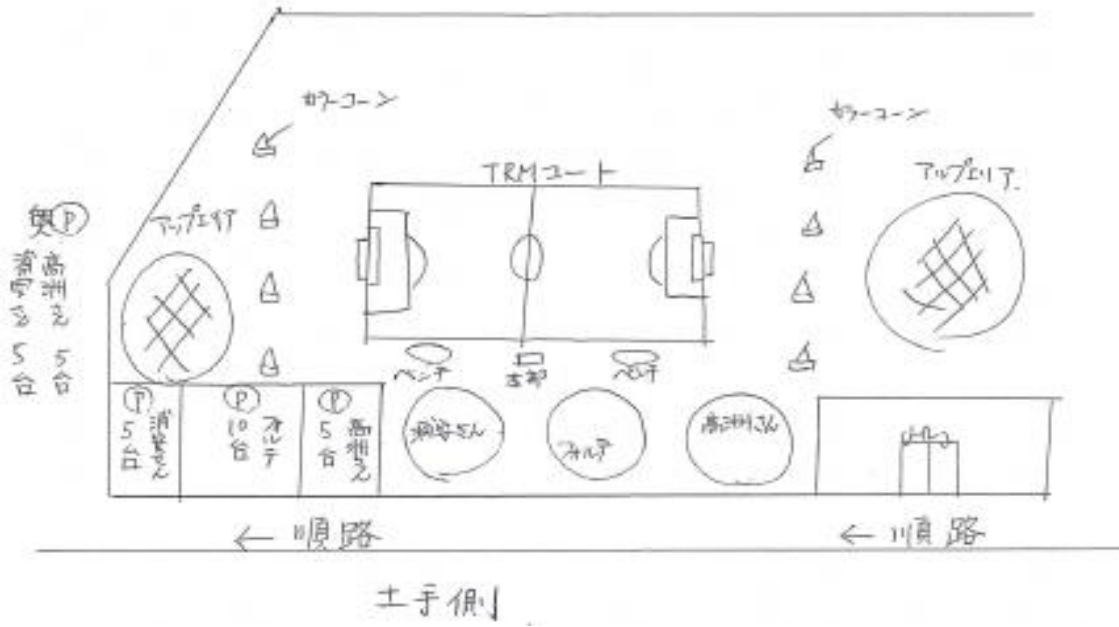 カラーコーン
カラーコーン
TRMコート
アップエリア
アップエリア
奥Ⓟ
高洲さん 5台
浦安さん 5台
ベンチ
本部
ベンチ
Ⓟ
浦安さん
5台
Ⓟ
フォルテ
10台
Ⓟ
高洲さん
5台
浦安さん
フォルテ
高洲さん
← 順路
← 順路
土手側